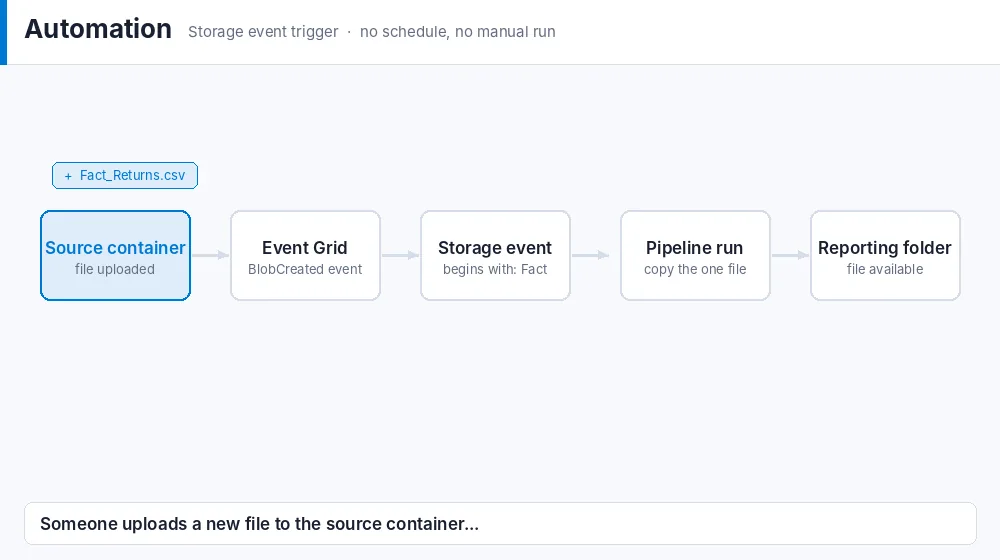 Automation Storage event trigger · no schedule, no manual run
+ Fact_Returns.csv
Source container
file uploaded
Event Grid
BlobCreated event
Storage event
begins with: Fact
Pipeline run
copy the one file
Reporting folder
file available
Someone uploads a new file to the source container...